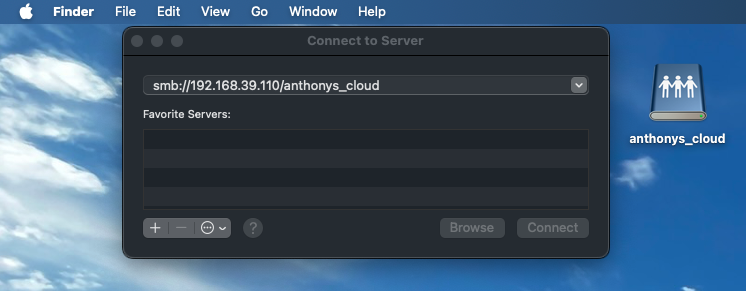 Finder File Edit View Go Window Help
Connect to Server
smb://192.168.39.110/anthonys_cloud
Favorite Servers:
anthonys_cloud
? Browse Connect